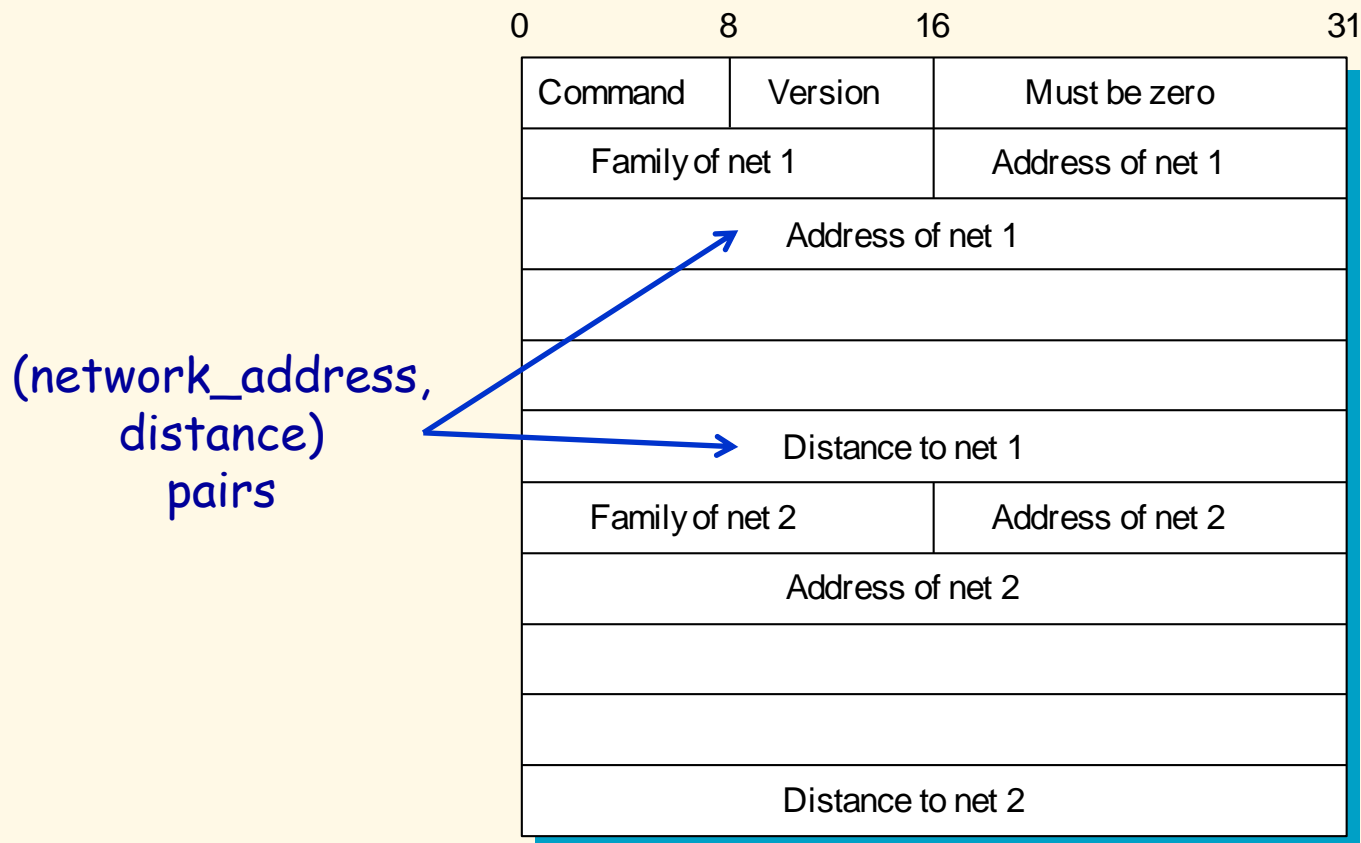 0 8 16 31
Command Version Must be zero
Family of net 1 Address of net 1
Address of net 1
(network_address,
distance)
pairs
Distance to net 1
Family of net 2 Address of net 2
Address of net 2
Distance to net 2